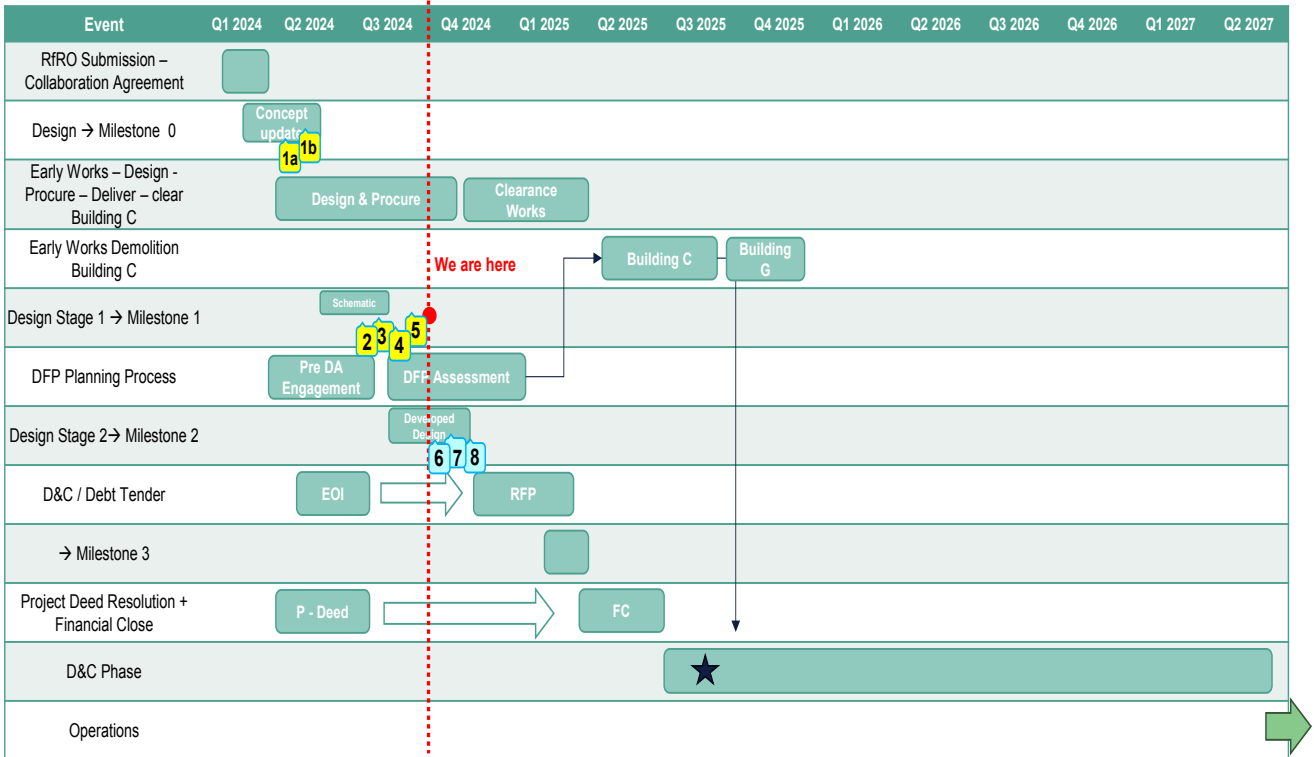 Event Q1 2024 Q2 2024 Q3 2024 Q4 2024 Q1 2025 Q2 2025 Q3 2025 Q4 2025 Q1 2026 Q2 2026 Q3 2026 Q4 2026 Q1 2027 Q2 2027
RfRO Submission –
Collaboration Agreement
Design → Milestone 0
Concept
update
1a
1b
Early Works – Design -
Procure – Deliver – clear
Building C
Design & Procure
Clearance
Works
Early Works Demolition
Building C
We are here
Building C
Building
G
Design Stage 1 → Milestone 1
Schematic
2
3
4
5
DFP Planning Process
Pre DA
Engagement
DFP Assessment
Design Stage 2→ Milestone 2
Developed
Design
6
7
8
D&C / Debt Tender
EOI
RFP
→ Milestone 3
Project Deed Resolution +
Financial Close
P - Deed
FC
D&C Phase
Operations